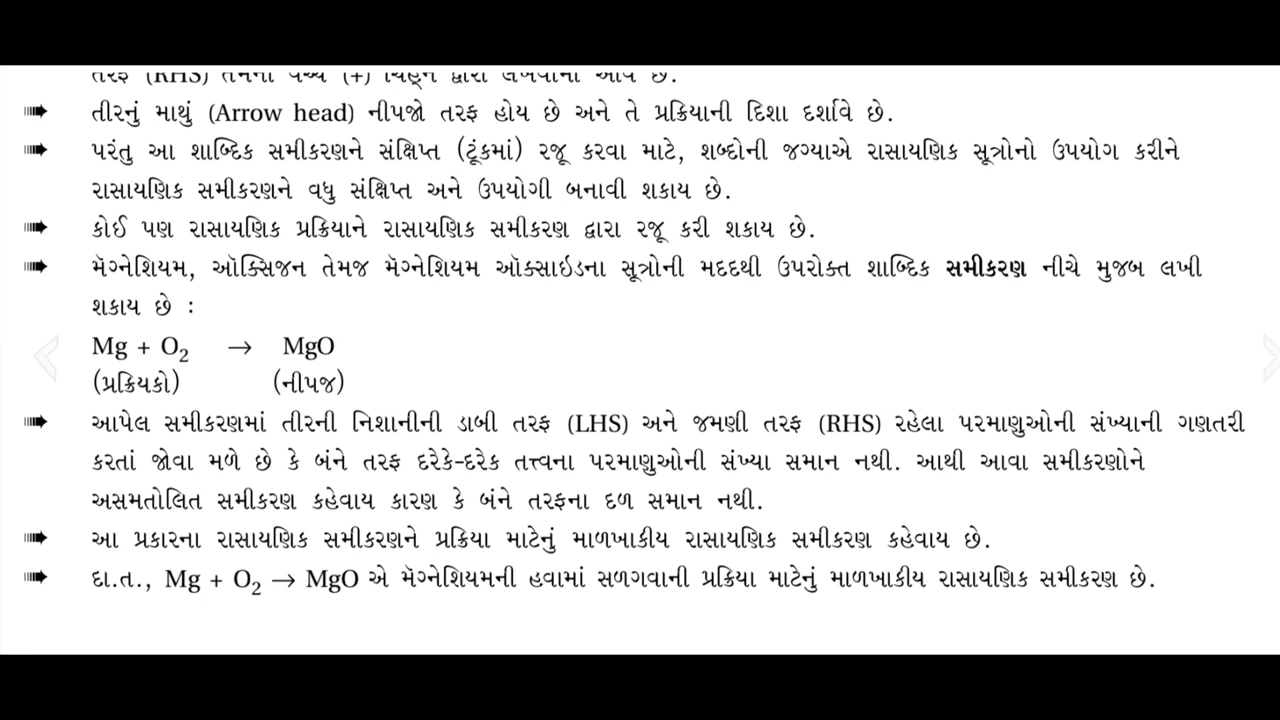 તરફ (RHS) તેમની વચ્ચે (+) ચિહ્ન દ્વારા લખવામાં આવે છે.
તીરનું માથું (Arrow head) નીપજો તરફ હોય છે અને તે પ્રક્રિયાની દિશા દર્શાવે છે.
પરંતુ આ શાબ્દિક સમીકરણને સંક્ષિપ્ત (ટૂંકમાં) રજૂ કરવા માટે, શબ્દોની જગ્યાએ રાસાયણિક સૂત્રોનો ઉપયોગ કરીને
રાસાયણિક સમીકરણને વધુ સંક્ષિપ્ત અને ઉપયોગી બનાવી શકાય છે.
કોઈ પણ રાસાયણિક પ્રક્રિયાને રાસાયણિક સમીકરણ દ્વારા રજૂ કરી શકાય છે.
મૅગ્નેશિયમ, ઑક્સિજન તેમજ મૅગ્નેશિયમ ઑક્સાઇડના સૂત્રોની મદદથી ઉપરોક્ત શાબ્દિક સમીકરણ નીચે મુજબ લખી
શકાય છે :
Mg + O₂ → MgO
(પ્રક્રિયકો) (નીપજ)
આપેલ સમીકરણમાં તીરની નિશાનીની ડાબી તરફ (LHS) અને જમણી તરફ (RHS) રહેલા પરમાણુઓની સંખ્યાની ગણતરી
કરતાં જોવા મળે છે કે બંને તરફ દરેકે-દરેક તત્ત્વના પરમાણુઓની સંખ્યા સમાન નથી. આથી આવા સમીકરણોને
અસમતોલિત સમીકરણ કહેવાય કારણ કે બંને તરફના દળ સમાન નથી.
આ પ્રકારના રાસાયણિક સમીકરણને પ્રક્રિયા માટેનું માળખાકીય રાસાયણિક સમીકરણ કહેવાય છે.
દા.ત., Mg + O₂ → MgO એ મૅગ્નેશિયમની હવામાં સળગવાની પ્રક્રિયા માટેનું માળખાકીય રાસાયણિક સમીકરણ છે.